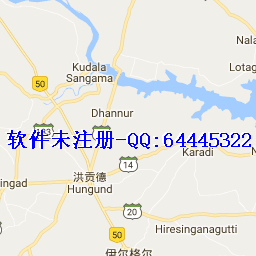 Nala
Kudala
Sangama
Lotag
50
Dhannur
软件未注册-QQ:64445322
Karadi
14
洪贡德
Hungund
ingad
20
Hiresinganagutti
50
伊尔格尔